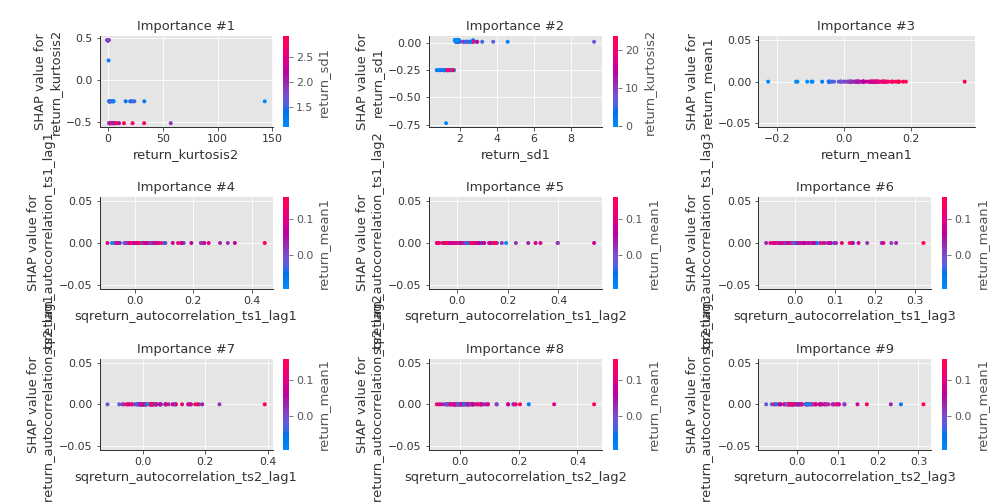 Importance #1
Importance #2
Importance #3
SHAP value for
return_kurtosis2
0.5
0.0
−0.5
0
50
100
150
return_kurtosis2
2.5
2.0
1.5
return_sd1
SHAP value for
return_sd1
0.00
−0.25
−0.50
−0.75
2
4
6
8
return_sd1
20
10
0
return_kurtosis2
SHAP value for
return_mean1
0.05
0.00
−0.05
−0.2
0.0
0.2
return_mean1
Importance #4
Importance #5
Importance #6
SHAP value for
sqreturn_autocorrelation_ts1_lag1
0.05
0.00
−0.05
0.0
0.2
0.4
sqreturn_autocorrelation_ts1_lag1
0.1
0.0
return_mean1
SHAP value for
sqreturn_autocorrelation_ts1_lag2
0.05
0.00
−0.05
0.0
0.2
0.4
sqreturn_autocorrelation_ts1_lag2
0.1
0.0
return_mean1
SHAP value for
sqreturn_autocorrelation_ts1_lag3
0.05
0.00
−0.05
0.0
0.1
0.2
0.3
sqreturn_autocorrelation_ts1_lag3
0.1
0.0
return_mean1
Importance #7
Importance #8
Importance #9
SHAP value for
sqreturn_autocorrelation_ts2_lag1
0.05
0.00
−0.05
0.0
0.2
0.4
sqreturn_autocorrelation_ts2_lag1
0.1
0.0
return_mean1
SHAP value for
sqreturn_autocorrelation_ts2_lag2
0.05
0.00
−0.05
0.0
0.2
0.4
sqreturn_autocorrelation_ts2_lag2
0.1
0.0
return_mean1
SHAP value for
sqreturn_autocorrelation_ts2_lag3
0.05
0.00
−0.05
0.0
0.1
0.2
0.3
sqreturn_autocorrelation_ts2_lag3
0.1
0.0
return_mean1